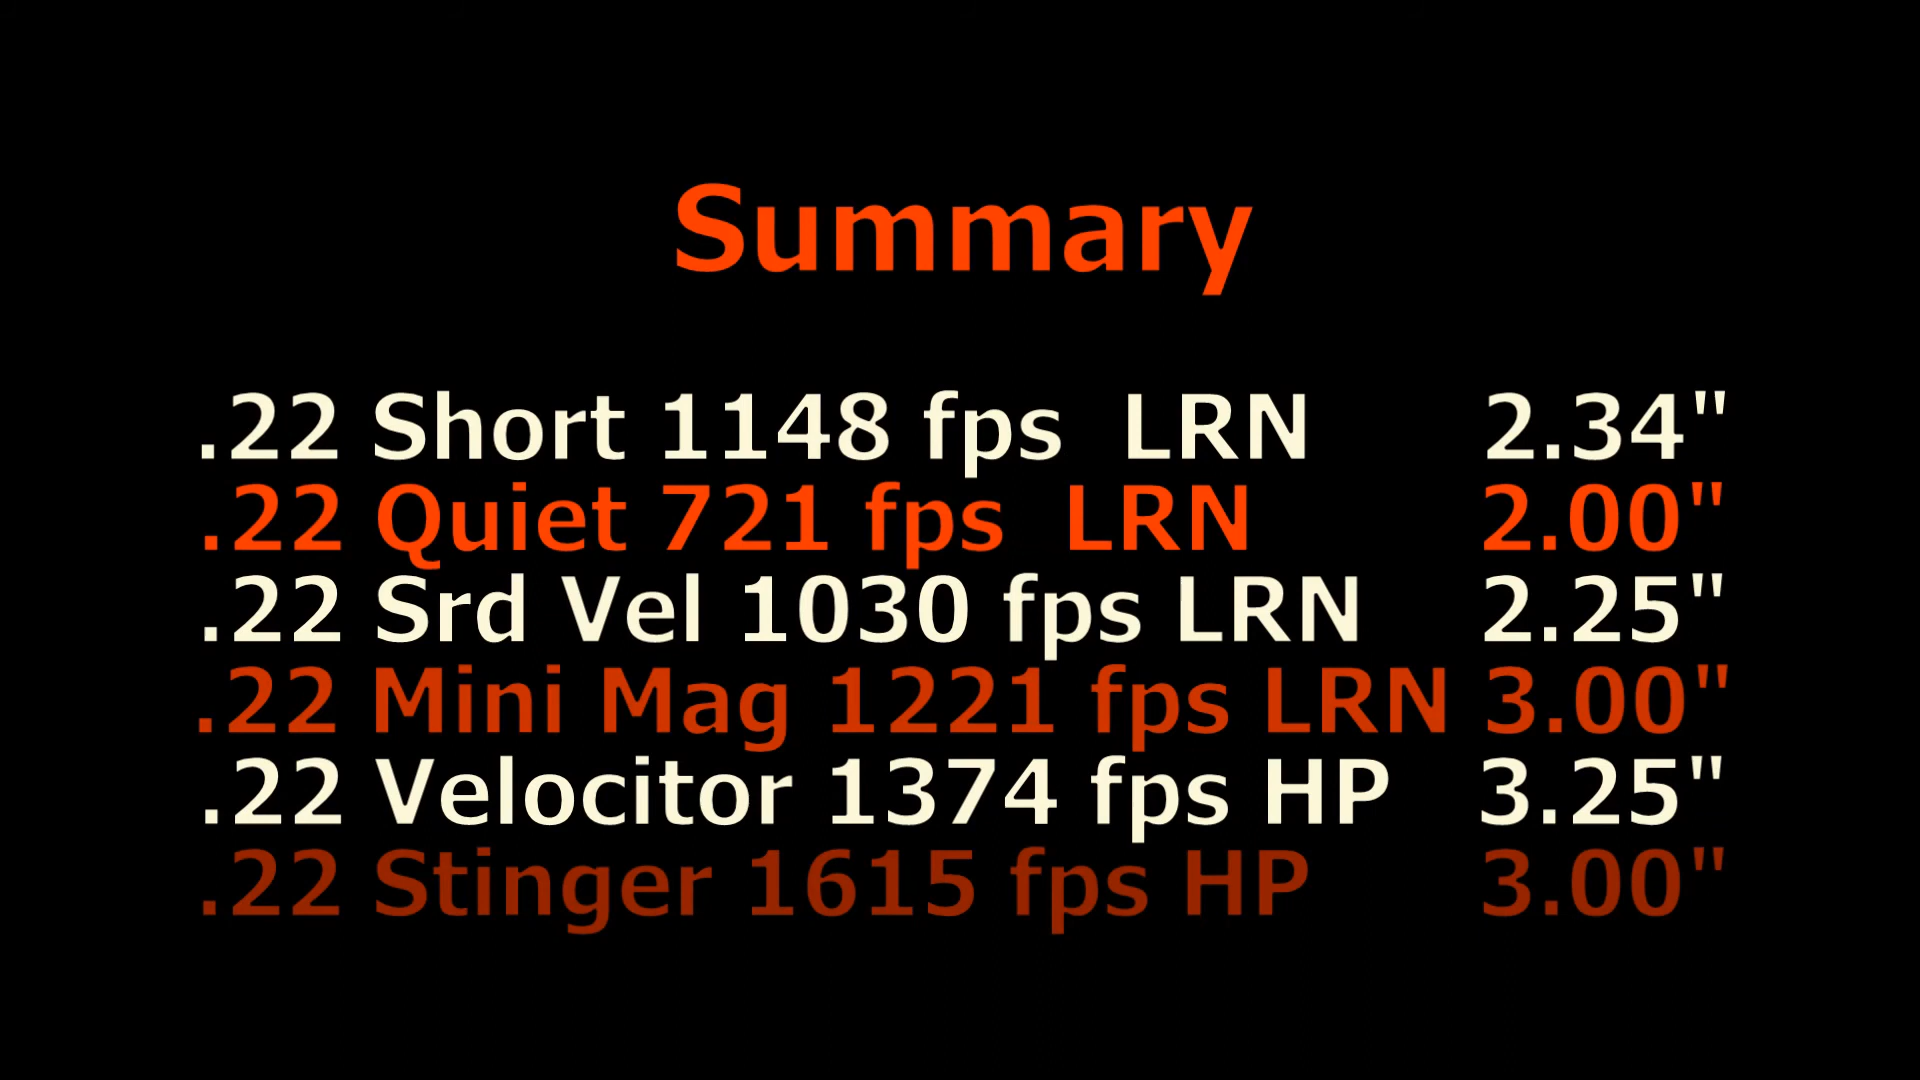 Summary
.22 Short 1148 fps LRN 2.34"
.22 Quiet 721 fps LRN 2.00"
.22 Srd Vel 1030 fps LRN 2.25"
.22 Mini Mag 1221 fps LRN 3.00"
.22 Velocitor 1374 fps HP 3.25"
.22 Stinger 1615 fps HP 3.00"